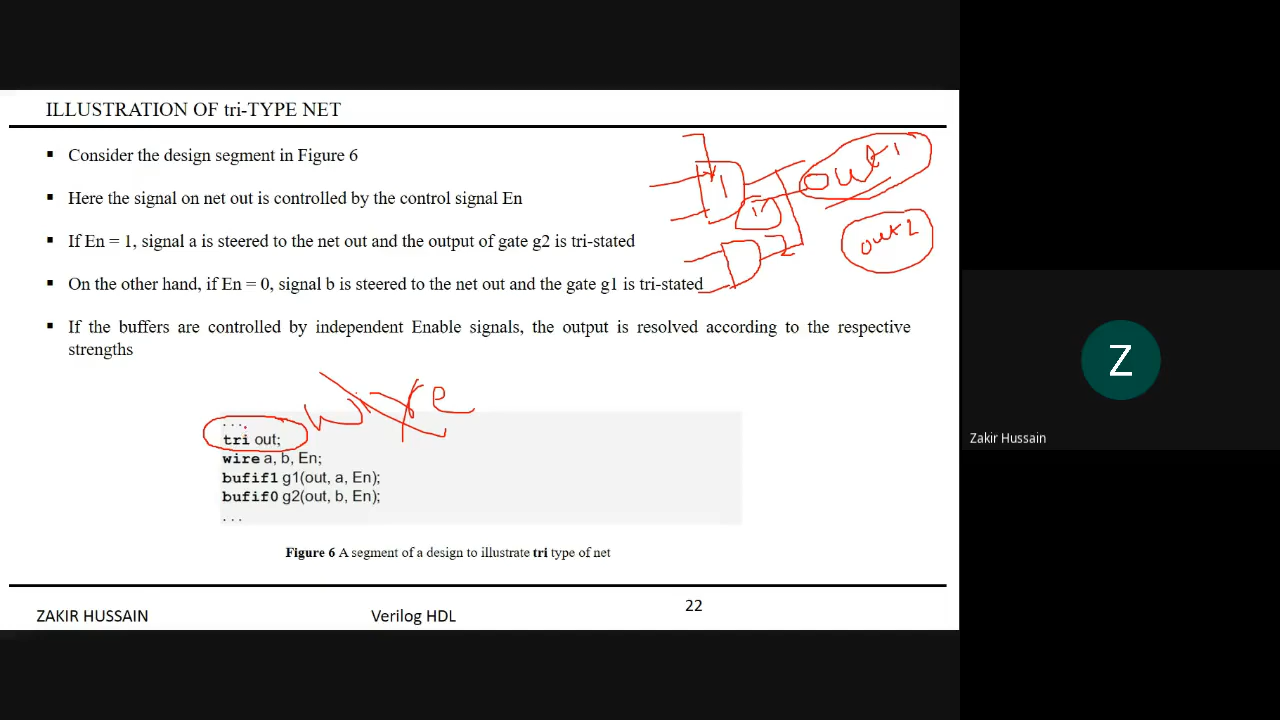 ILLUSTRATION OF tri-TYPE NET
▪ Consider the design segment in Figure 6
▪ Here the signal on net out is controlled by the control signal En
▪ If En = 1, signal a is steered to the net out and the output of gate g2 is tri-stated
▪ On the other hand, if En = 0, signal b is steered to the net out and the gate g1 is tri-stated
▪ If the buffers are controlled by independent Enable signals, the output is resolved according to the respective
strengths
1
out1
2
out2
wire
...
tri out;
wire a, b, En;
bufif1 g1(out, a, En);
bufif0 g2(out, b, En);
...
Figure 6 A segment of a design to illustrate tri type of net
ZAKIR HUSSAIN
Verilog HDL
22
Z
Zakir Hussain